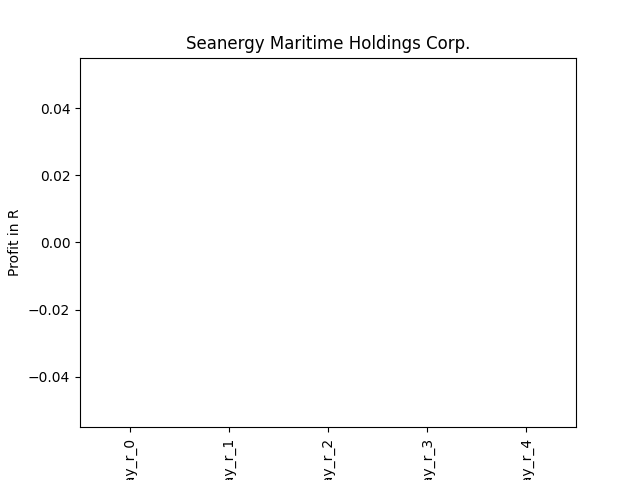 Seanergy Maritime Holdings Corp.
Profit in R
0.04
0.02
0.00
−0.02
−0.04
ay_r_0
ay_r_1
ay_r_2
ay_r_3
ay_r_4